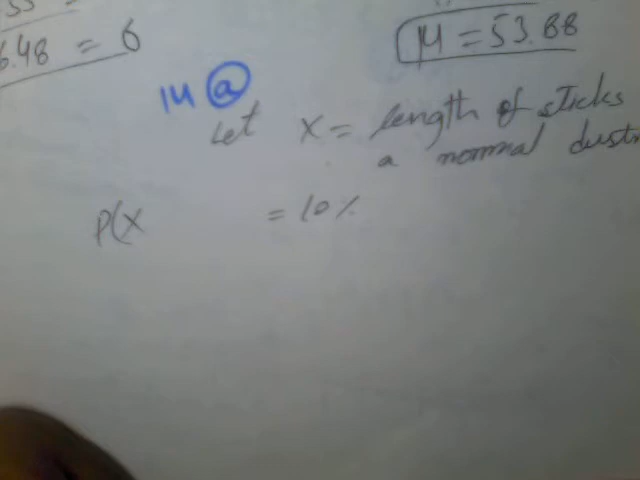 6.48 = 6
μ = 53.88
14 (a)
Let X = length of sticks
a normal distr
P(X = 10%